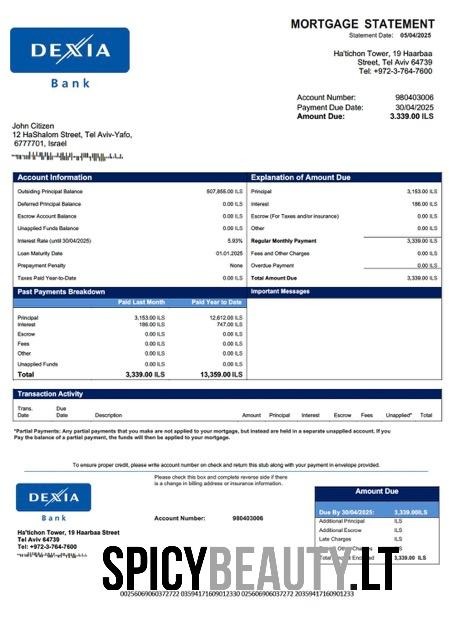 DEXIA
Bank
MORTGAGE STATEMENT
Statement Date: 05/04/2025
Ha'tichon Tower, 19 Haarbaa
Street, Tel Aviv 64739
Tel: +972-3-764-7600
Account Number: 980403006
Payment Due Date: 30/04/2025
Amount Due: 3.339.00 ILS
John Citizen
12 HaShalom Street, Tel Aviv-Yafo,
6777701, Israel
Account Information
Outsiding Principal Balance 507,855.00 ILS
Deferred Principal Balance 0.00 ILS
Escrow Account Balance 0.00 ILS
Unapplied Funds Balance 0.00 ILS
Interest Rate (until 30/04/2025) 5.93%
Loan Maturity Date 01.01.2025
Prepayment Penalty None
Taxes Paid Year-to-Date 0.00 ILS
Explanation of Amount Due
Principal 3,153.00 ILS
Interest 186.00 ILS
Escrow (For Taxes and/or insurance) 0.00 ILS
Other 0.00 ILS
Regular Monthly Payment 3,339.00 ILS
Fees and Other Charges 0.00 ILS
Overdue Payment 0.00 ILS
Total Amount Due 3,339.00 ILS
Past Payments Breakdown
Paid Last Month Paid Year to Date
Principal 3,153.00 ILS 12,612.00 ILS
Interest 186.00 ILS 747.00 ILS
Escrow 0.00 ILS 0.00 ILS
Fees 0.00 ILS 0.00 ILS
Other 0.00 ILS 0.00 ILS
Unapplied Funds 0.00 ILS 0.00 ILS
Total 3,339.00 ILS 13,359.00 ILS
Important Messages
Transaction Activity
Trans. Date Due Date Description Amount Principal Interest Escrow Fees Unapplied* Total
*Partial Payments: Any partial payments that you make are not applied to your mortgage, but instead are held in a separate unapplied account. If you
Pay the balance of a partial payment, the funds will then be applied to your mortgage.
To ensure proper credit, please write account number on check and return this stub along with your payment in envelope provided.
DEXIA
Bank
Ha'tichon Tower, 19 Haarbaa Street
Tel Aviv 64739
Tel: +972-3-764-7600
Please check this box and complete reverse side if there
is a change in billing address or insurance information.
Account Number: 980403006
Amount Due
Due By 30/04/2025: 3,339.00ILS
Additional Principal ILS
Additional Escrow ILS
Late Charges ILS
Other Charges ILS
3,339.00 ILS
SPICYBEAUTY.LT
0025606906037272 2 03594171609012330 0256069060372722 20359417160901233